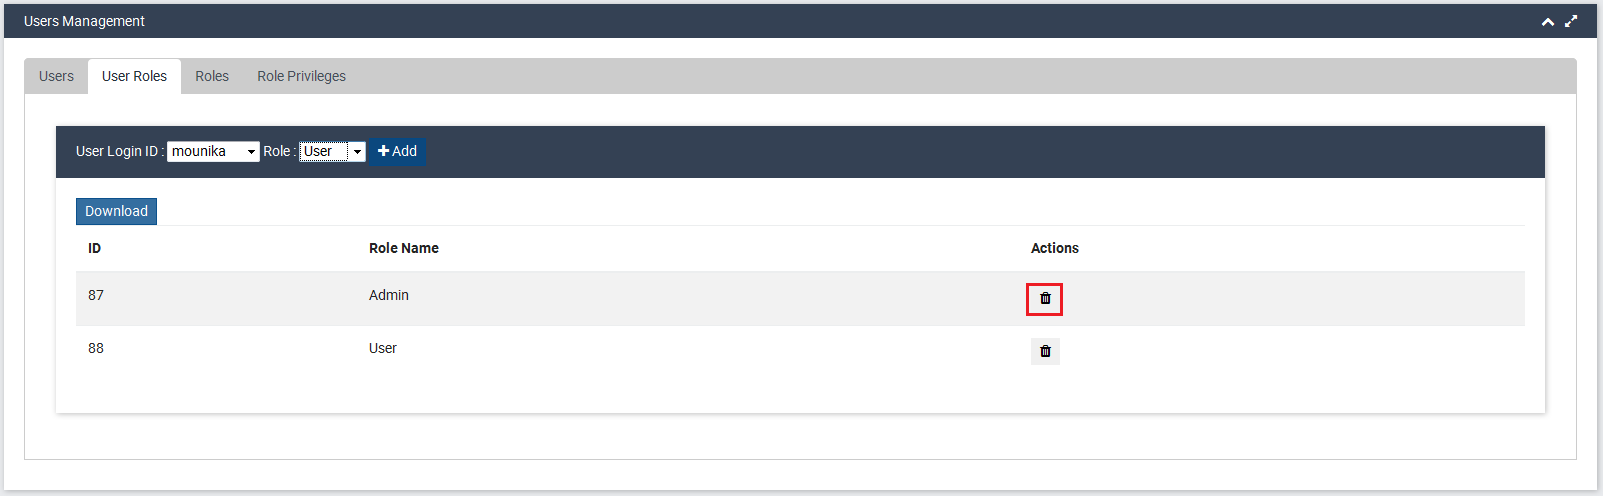 Users Management
Users User Roles Roles Role Privileges
User Login ID : mounika Role : User Add
Download
ID Role Name Actions
87 Admin
88 User